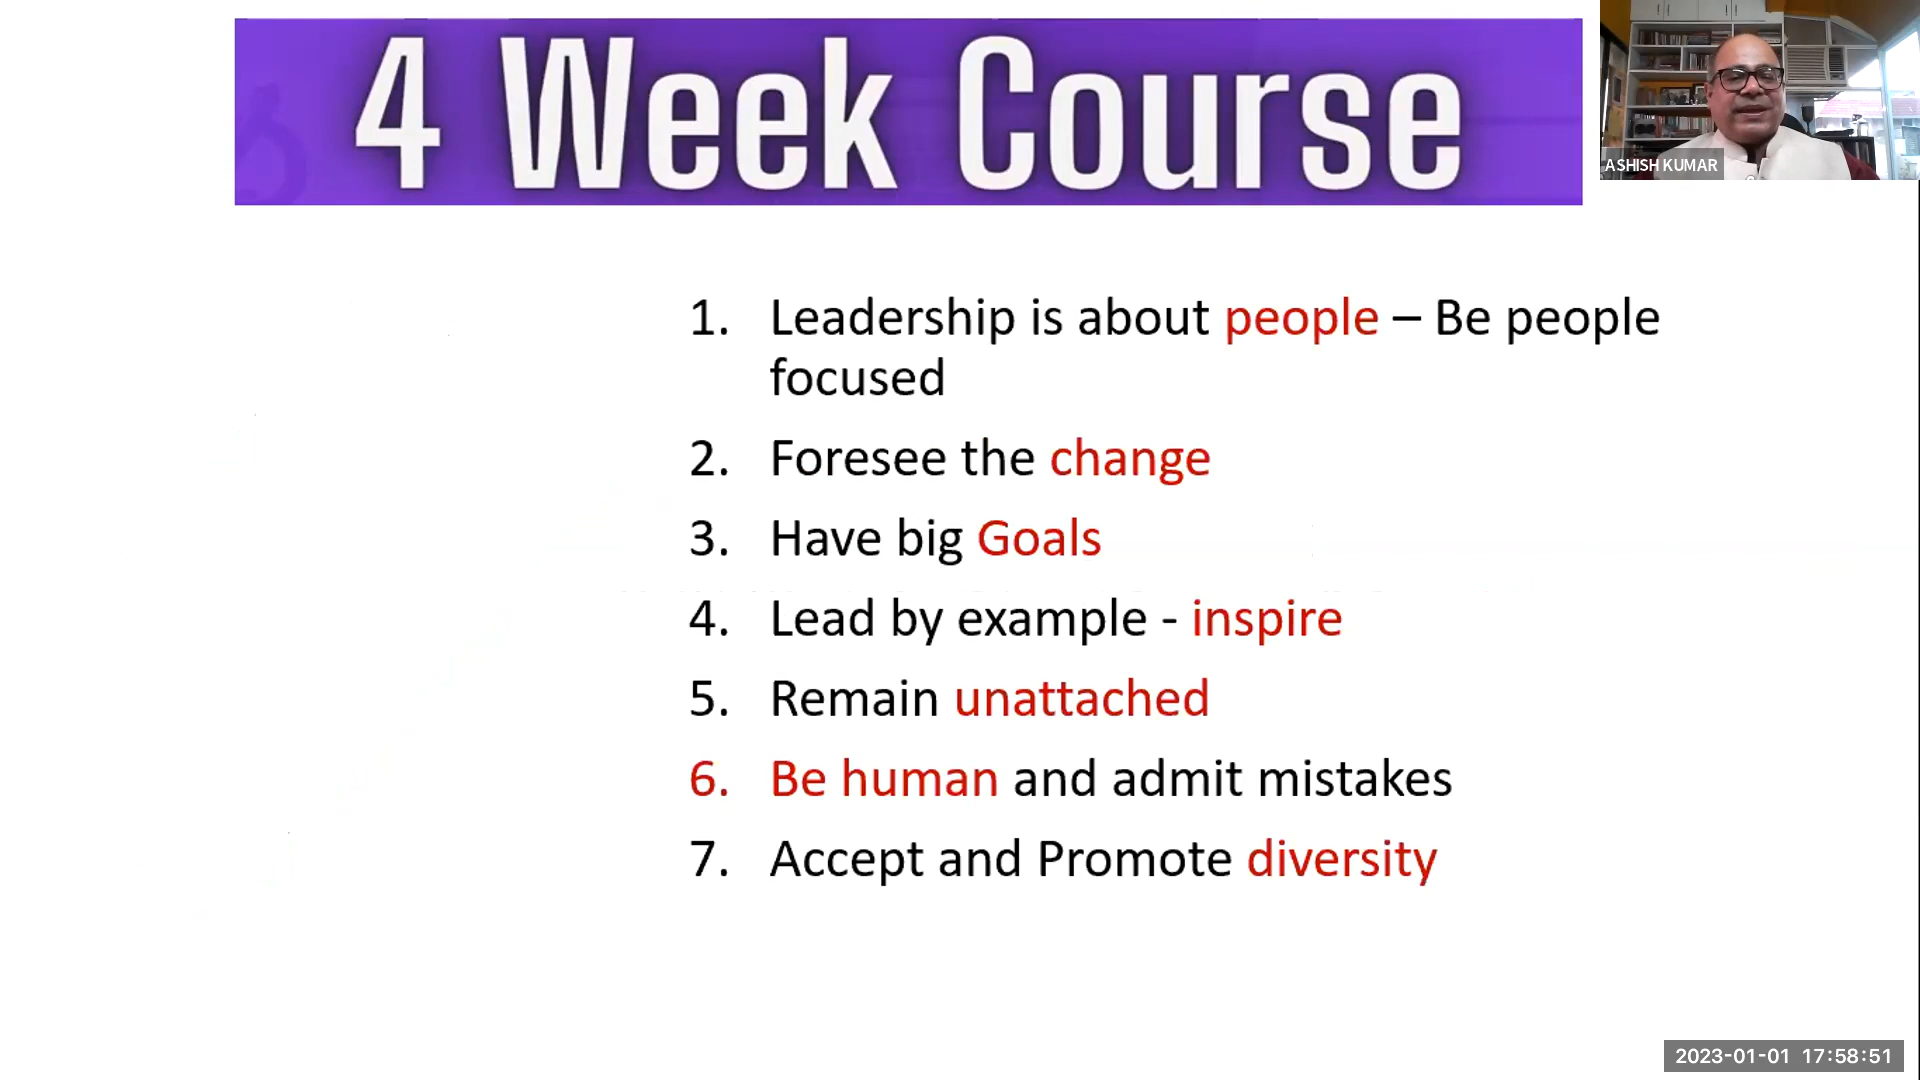 4 Week Course
ASHISH KUMAR
1. Leadership is about people – Be people
focused
2. Foresee the change
3. Have big Goals
4. Lead by example - inspire
5. Remain unattached
6. Be human and admit mistakes
7. Accept and Promote diversity
2023-01-01 17:58:51